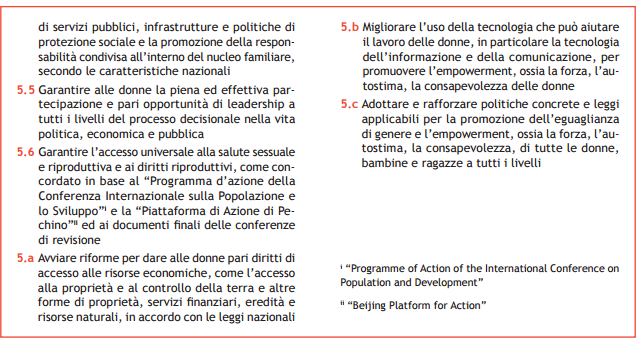 di servizi pubblici, infrastrutture e politiche di
protezione sociale e la promozione della respon-
sabilità condivisa all'interno del nucleo familiare,
secondo le caratteristiche nazionali
5.5 Garantire alle donne la piena ed effettiva par-
tecipazione e pari opportunità di leadership a
tutti i livelli del processo decisionale nella vita
politica, economica e pubblica
5.6 Garantire l'accesso universale alla salute sessuale
e riproduttiva e ai diritti riproduttivi, come con-
cordato in base al "Programma d'azione della
Conferenza Internazionale sulla Popolazione e
lo Sviluppo"ⁱ e la "Piattaforma di Azione di Pe-
chino"ⁱⁱ ed ai documenti finali delle conferenze
di revisione
5.a Avviare riforme per dare alle donne pari diritti di
accesso alle risorse economiche, come l'accesso
alla proprietà e al controllo della terra e altre
forme di proprietà, servizi finanziari, eredità e
risorse naturali, in accordo con le leggi nazionali
5.b Migliorare l'uso della tecnologia che può aiutare
il lavoro delle donne, in particolare la tecnologia
dell'informazione e della comunicazione, per
promuovere l'empowerment, ossia la forza, l'au-
tostima, la consapevolezza delle donne
5.c Adottare e rafforzare politiche concrete e leggi
applicabili per la promozione dell'eguaglianza
di genere e l'empowerment, ossia la forza, l'au-
tostima, la consapevolezza, di tutte le donne,
bambine e ragazze a tutti i livelli
ⁱ "Programme of Action of the International Conference on
Population and Development"
ⁱⁱ "Beijing Platform for Action"